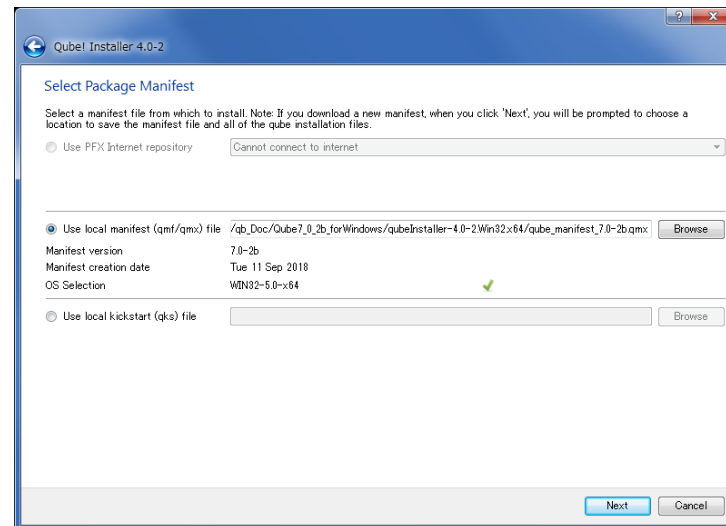 Qube! Installer 4.0-2
Select Package Manifest
Select a manifest file from which to install. Note: If you download a new manifest, when you click 'Next', you will be prompted to choose a
location to save the manifest file and all of the qube installation files.
Use PFX Internet repository Cannot connect to internet
Use local manifest (qmf/qmx) file /qb_Doc/Qube7_0_2b_forWindows/qubeInstaller-4.0-2.Win32.x64/qube_manifest_7.0-2b.qmx Browse
Manifest version 7.0-2b
Manifest creation date Tue 11 Sep 2018
OS Selection WIN32-5.0-x64
Use local kickstart (qks) file Browse
Next Cancel